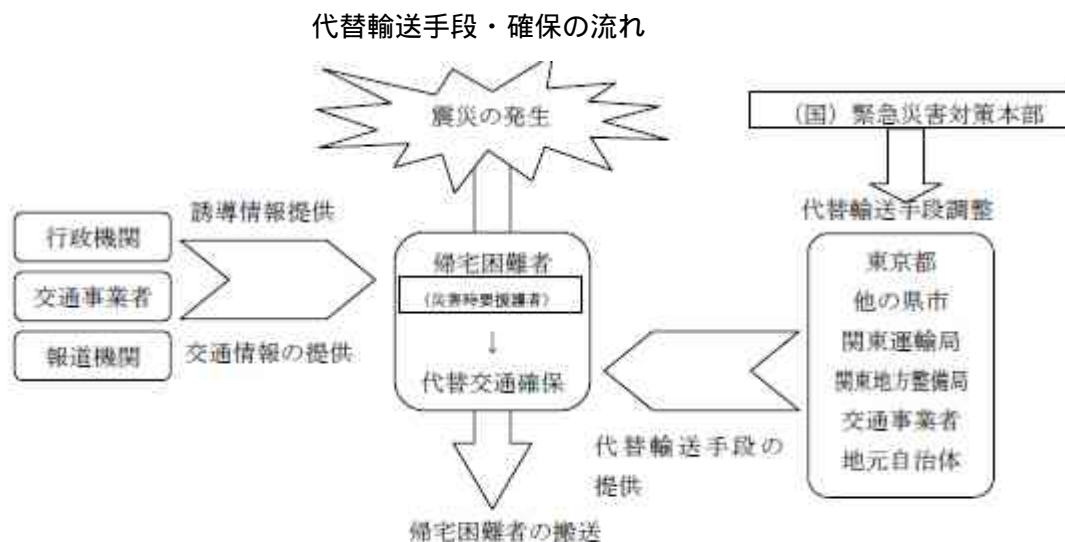 代替輸送手段・確保の流れ
震災の発生
(国)緊急災害対策本部
誘導情報提供
行政機関
交通事業者
報道機関
交通情報の提供
帰宅困難者
(災害時要援護者)
↓
代替交通確保
代替輸送手段調整
東京都
他の県市
関東運輸局
関東地方整備局
交通事業者
地元自治体
代替輸送手段の
提供
帰宅困難者の搬送